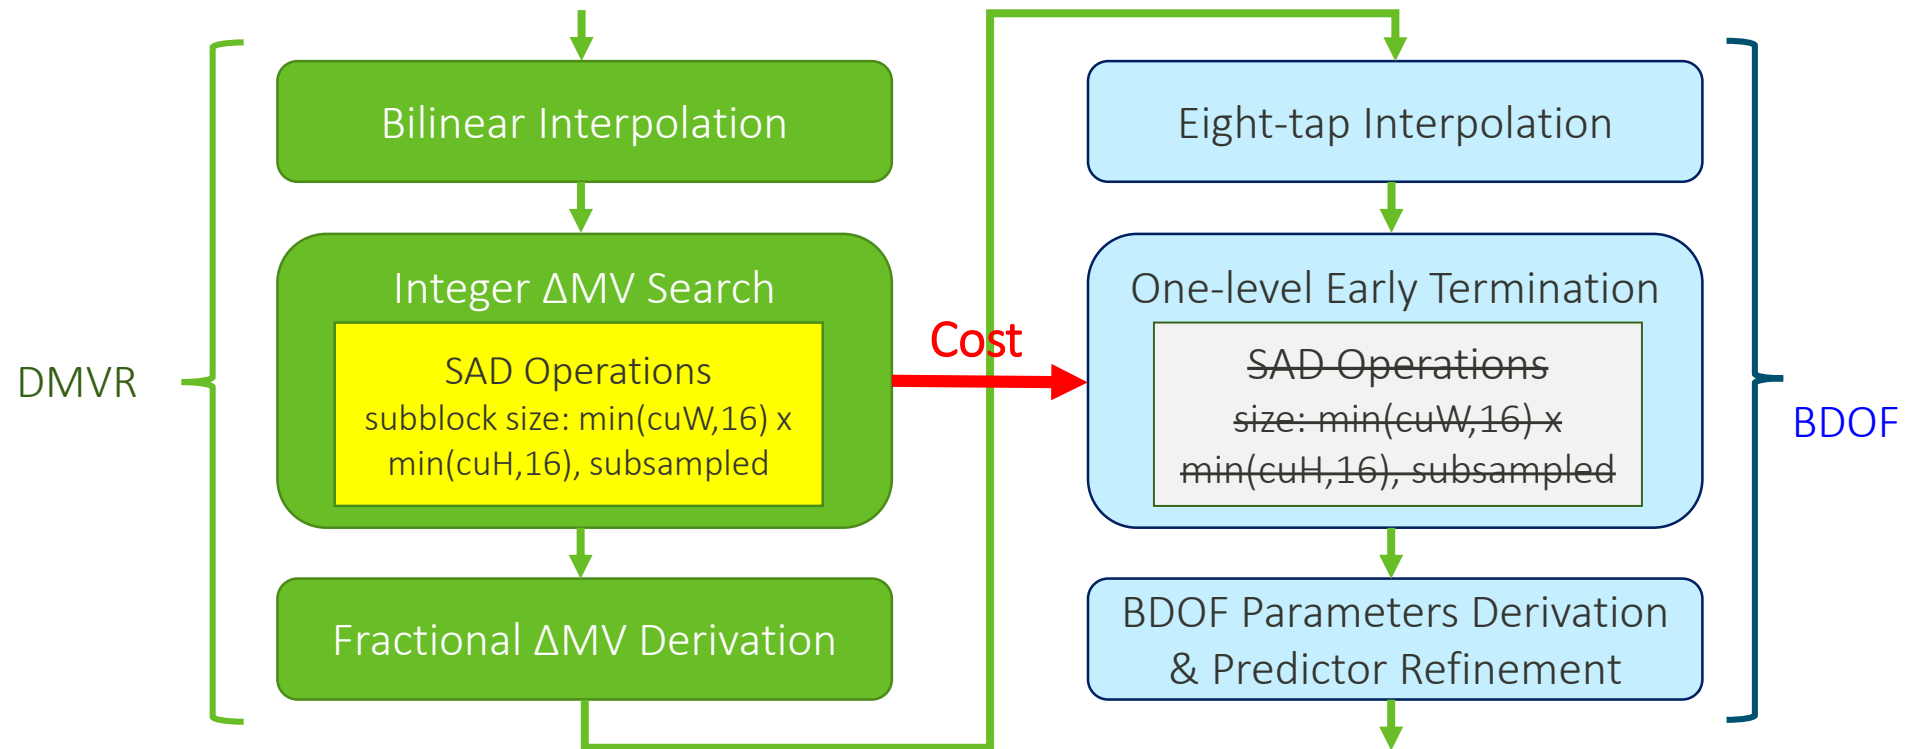 DMVR
Bilinear Interpolation
Integer ΔMV Search
SAD Operations
subblock size: min(cuW,16) x
min(cuH,16), subsampled
Fractional ΔMV Derivation
Cost
Eight-tap Interpolation
One-level Early Termination
SAD Operations
size: min(cuW,16) x
min(cuH,16), subsampled
BDOF Parameters Derivation
& Predictor Refinement
BDOF